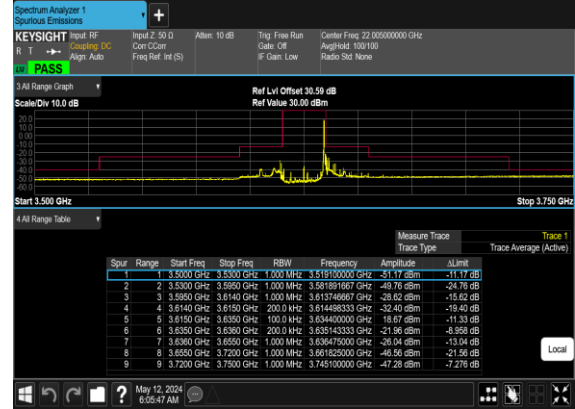 Spectrum Analyzer 1
Spurious Emissions
+
KEYSIGHT Input: RF Input Z: 50 Ω Atten: 10 dB Trig: Free Run Center Freq: 22.005000000 GHz
R T Coupling: DC Corr CCorr Gate: Off Avg|Hold: 100/100
Align: Auto Freq Ref: Int (S) IF Gain: Low Radio Std: None
PASS
3 All Range Graph
Ref Lvl Offset 30.59 dB
Scale/Div 10.0 dB Ref Value 30.00 dBm
20.0
10.0
0.00
-10.0
-20.0
-30.0
-40.0
-50.0
-60.0
Start 3.500 GHz Stop 3.750 GHz
4 All Range Table
Measure Trace Trace 1
Trace Type Trace Average (Active)
Spur Range Start Freq Stop Freq RBW Frequency Amplitude ΔLimit
1 1 3.5000 GHz 3.5300 GHz 1.000 MHz 3.519100000 GHz -51.17 dBm -11.17 dB
2 2 3.5300 GHz 3.5950 GHz 1.000 MHz 3.581891667 GHz -49.76 dBm -24.76 dB
3 3 3.5950 GHz 3.6140 GHz 1.000 MHz 3.613746667 GHz -28.62 dBm -15.62 dB
4 4 3.6140 GHz 3.6150 GHz 200.0 kHz 3.614498333 GHz -32.40 dBm -19.40 dB
5 5 3.6150 GHz 3.6350 GHz 100.0 kHz 3.634400000 GHz 18.67 dBm -11.33 dB
6 6 3.6350 GHz 3.6360 GHz 200.0 kHz 3.635143333 GHz -21.96 dBm -8.958 dB
7 7 3.6360 GHz 3.6550 GHz 1.000 MHz 3.636475000 GHz -26.04 dBm -13.04 dB
8 8 3.6550 GHz 3.7200 GHz 1.000 MHz 3.661825000 GHz -46.56 dBm -21.56 dB
9 9 3.7200 GHz 3.7500 GHz 1.000 MHz 3.745100000 GHz -47.28 dBm -7.276 dB
Local
?
May 12, 2024
6:05:47 AM